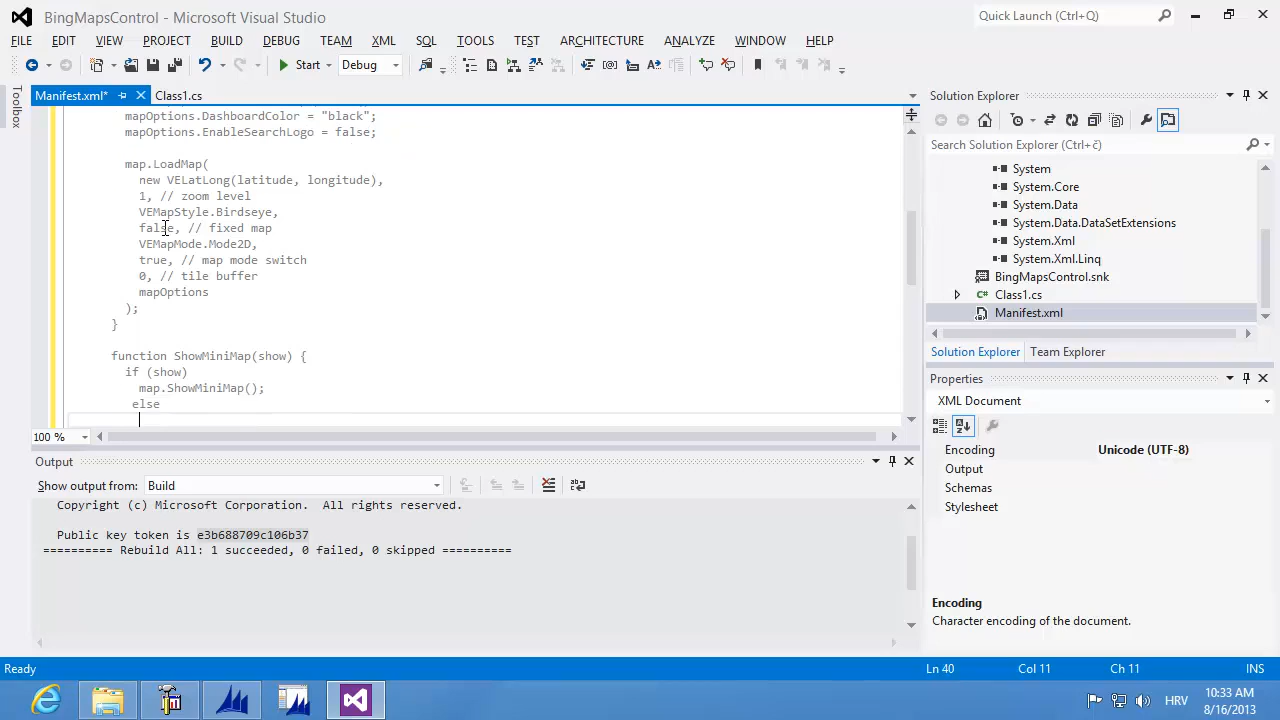 BingMapsControl - Microsoft Visual Studio
Quick Launch (Ctrl+Q)
FILE EDIT VIEW PROJECT BUILD DEBUG TEAM XML SQL TOOLS TEST ARCHITECTURE ANALYZE WINDOW HELP
Start Debug
Toolbox
Manifest.xml* Class1.cs
mapOptions.DashboardColor = "black";
mapOptions.EnableSearchLogo = false;
map.LoadMap(
new VELatLong(latitude, longitude),
1, // zoom level
VEMapStyle.Birdseye,
false, // fixed map
VEMapMode.Mode2D,
true, // map mode switch
0, // tile buffer
mapOptions
);
}
function ShowMiniMap(show) {
if (show)
map.ShowMiniMap();
else
100 %
Output
Show output from: Build
Copyright (c) Microsoft Corporation.  All rights reserved.
Public key token is e3b688709c106b37
========== Rebuild All: 1 succeeded, 0 failed, 0 skipped ==========
Solution Explorer
Search Solution Explorer (Ctrl+č)
System
System.Core
System.Data
System.Data.DataSetExtensions
System.Xml
System.Xml.Linq
BingMapsControl.snk
Class1.cs
Manifest.xml
Solution Explorer Team Explorer
Properties
XML Document
Encoding Unicode (UTF-8)
Output
Schemas
Stylesheet
Encoding
Character encoding of the document.
Ready Ln 40 Col 11 Ch 11 INS
HRV
10:33 AM
8/16/2013